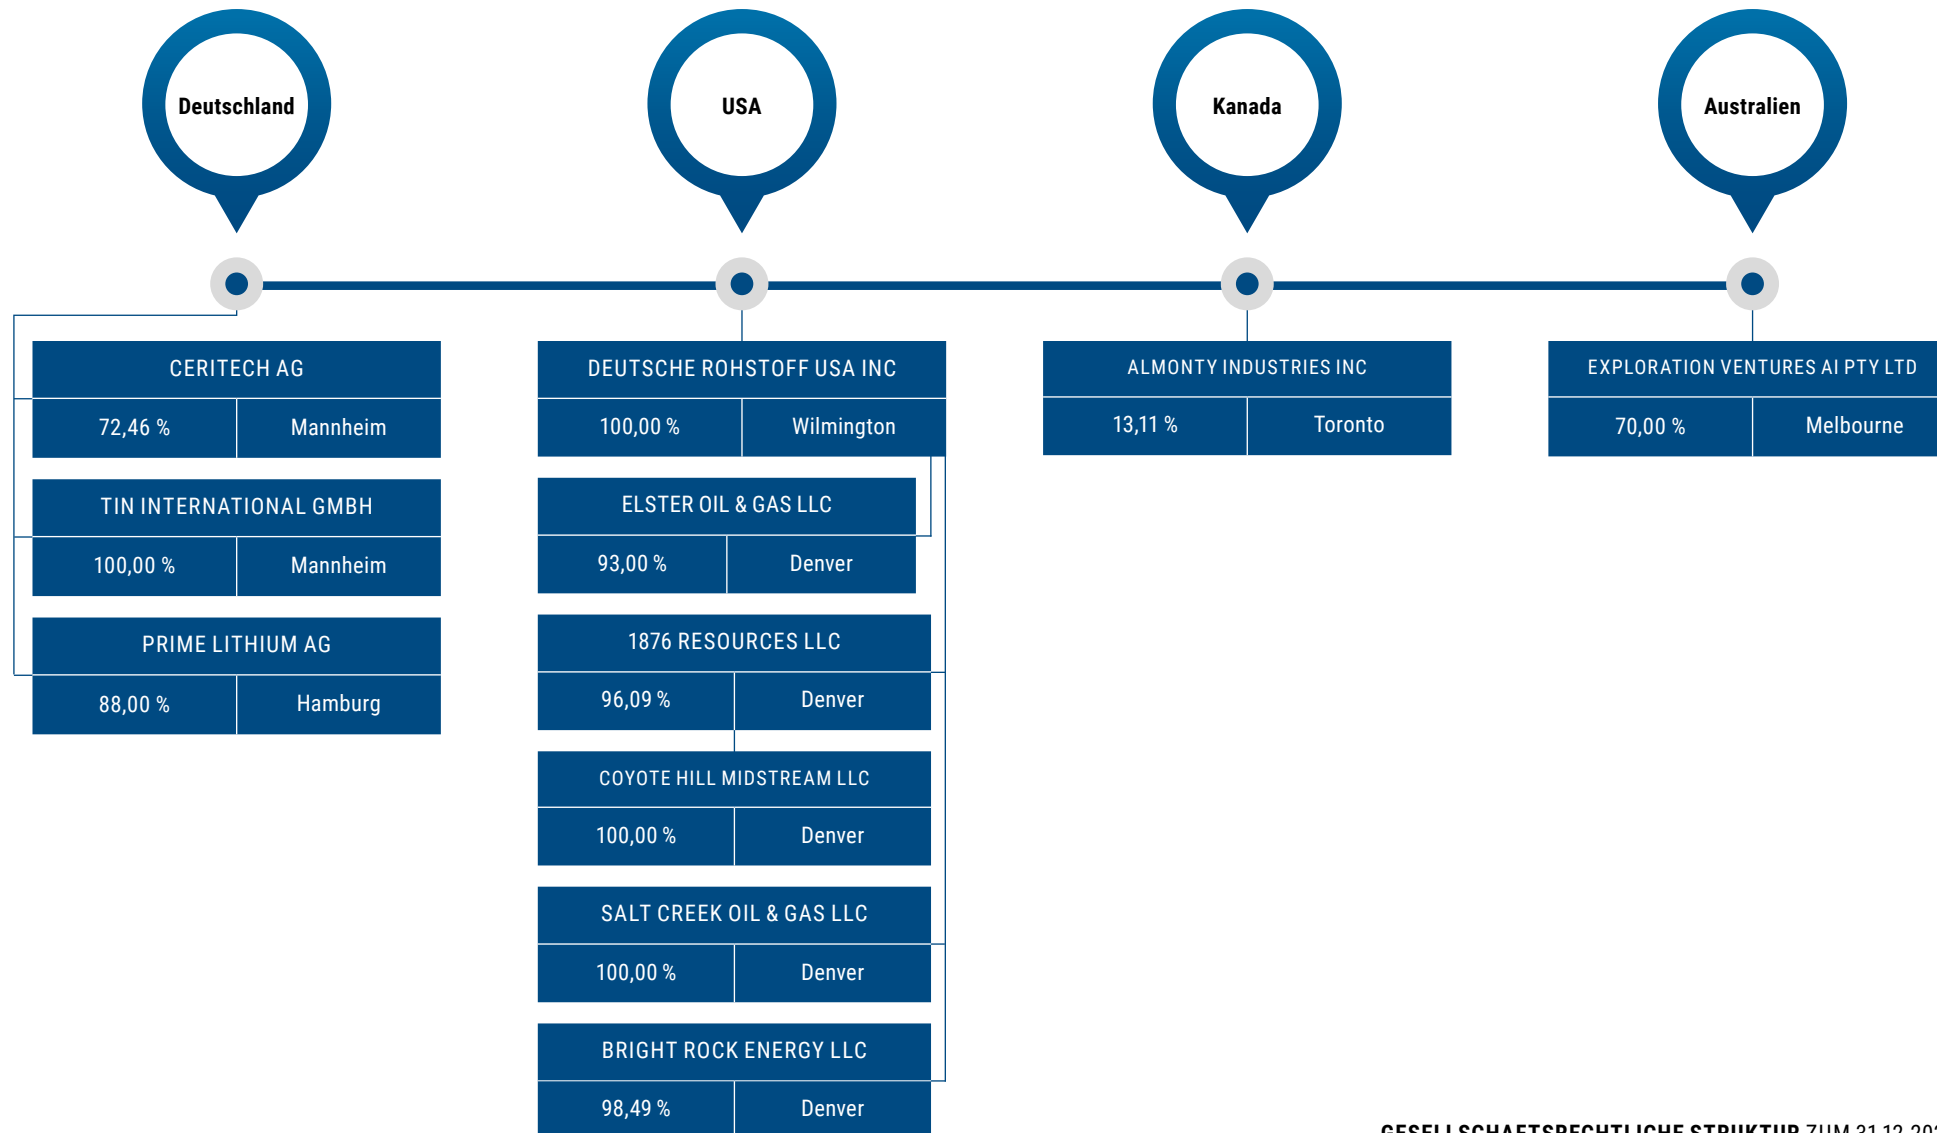 Deutschland
USA
Kanada
Australien
CERITECH AG
72,46 % Mannheim
TIN INTERNATIONAL GMBH
100,00 % Mannheim
PRIME LITHIUM AG
88,00 % Hamburg
DEUTSCHE ROHSTOFF USA INC
100,00 % Wilmington
ELSTER OIL & GAS LLC
93,00 % Denver
1876 RESOURCES LLC
96,09 % Denver
COYOTE HILL MIDSTREAM LLC
100,00 % Denver
SALT CREEK OIL & GAS LLC
100,00 % Denver
BRIGHT ROCK ENERGY LLC
98,49 % Denver
ALMONTY INDUSTRIES INC
13,11 % Toronto
EXPLORATION VENTURES AI PTY LTD
70,00 % Melbourne
GESELLSCHAFTSRECHTLICHE STRUKTUR ZUM